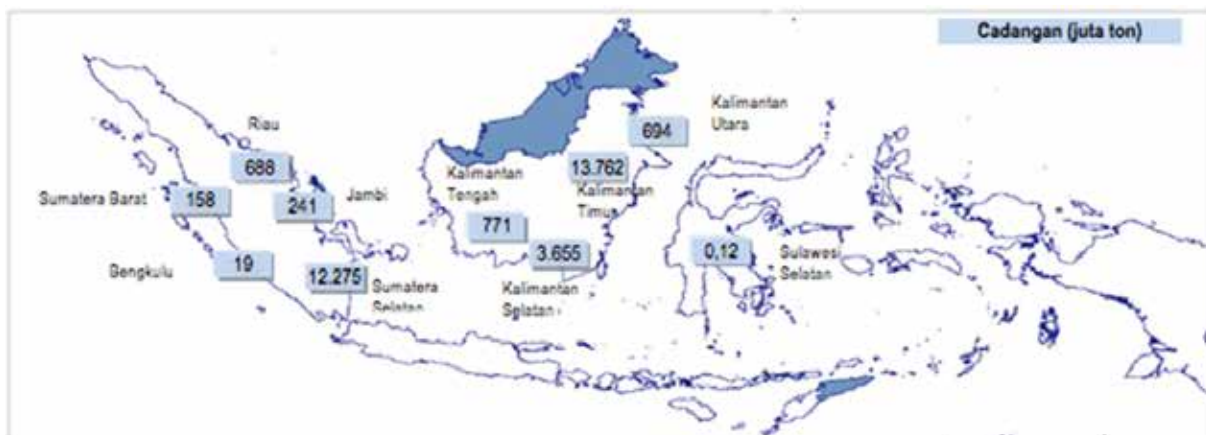 Cadangan (juta ton)
Riau
688
Sumatera Barat
158
241
Jambi
Bengkulu
19
12.275
Sumatera
Selatan
Kalimantan
Utara
694
13.762
Kalimantan
Timur
Kalimantan
Tengah
771
3.655
Kalimantan
Selatan
0,12
Sulawesi
Selatan